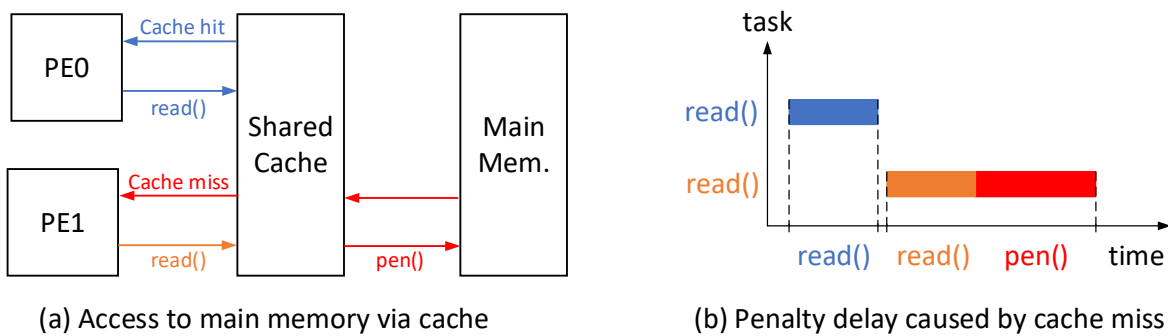 Cache hit
PE0
read()
Shared
Cache
Main
Mem.
Cache miss
PE1
read()
pen()
(a) Access to main memory via cache
task
read()
read()
read()
read()
pen()
time
(b) Penalty delay caused by cache miss